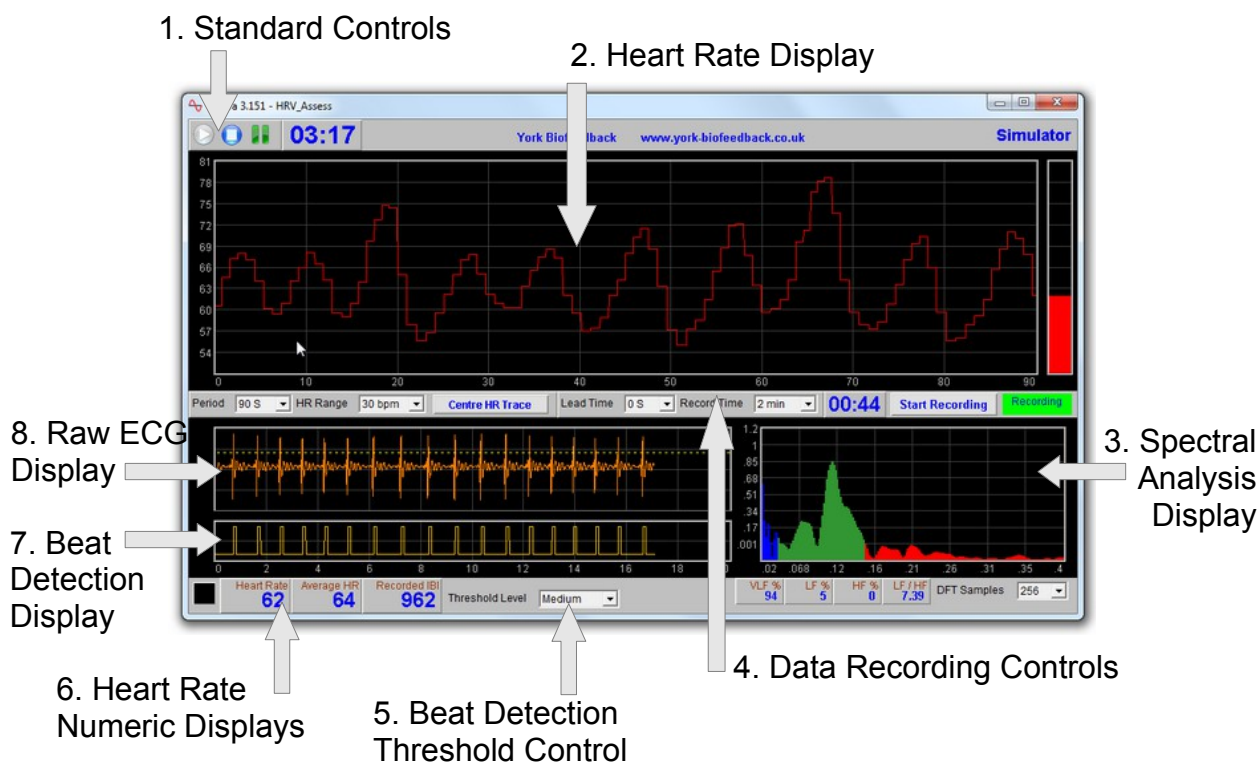 1. Standard Controls
2. Heart Rate Display
a 3.151 - HRV_Assess
03:17
York Bi
dback
www.york-biofeedback.co.uk
Simulator
81
78
75
72
69
66
63
60
57
54
0 10 20 30 40 50 60 70 80 90
Period 90 S HR Range 30 bpm Centre HR Trace Lead Time 0 S Record Time 2 min 00:44 Start Recording Recording
8. Raw ECG
Display
7. Beat
Detection
Display
0 2 4 6 8 10 12 14 16 18
1.2
1
.85
.68
.51
.34
.17
.001
.02 .068 .12 .16 .21 .26 .31 .35 .4
3. Spectral
Analysis
Display
Heart Rate
62
Average HR
64
Recorded IBI
962
Threshold Level Medium
VLF %
94
LF %
5
HF %
0
LF / HF
7.39
DFT Samples 256
4. Data Recording Controls
6. Heart Rate
Numeric Displays
5. Beat Detection
Threshold Control